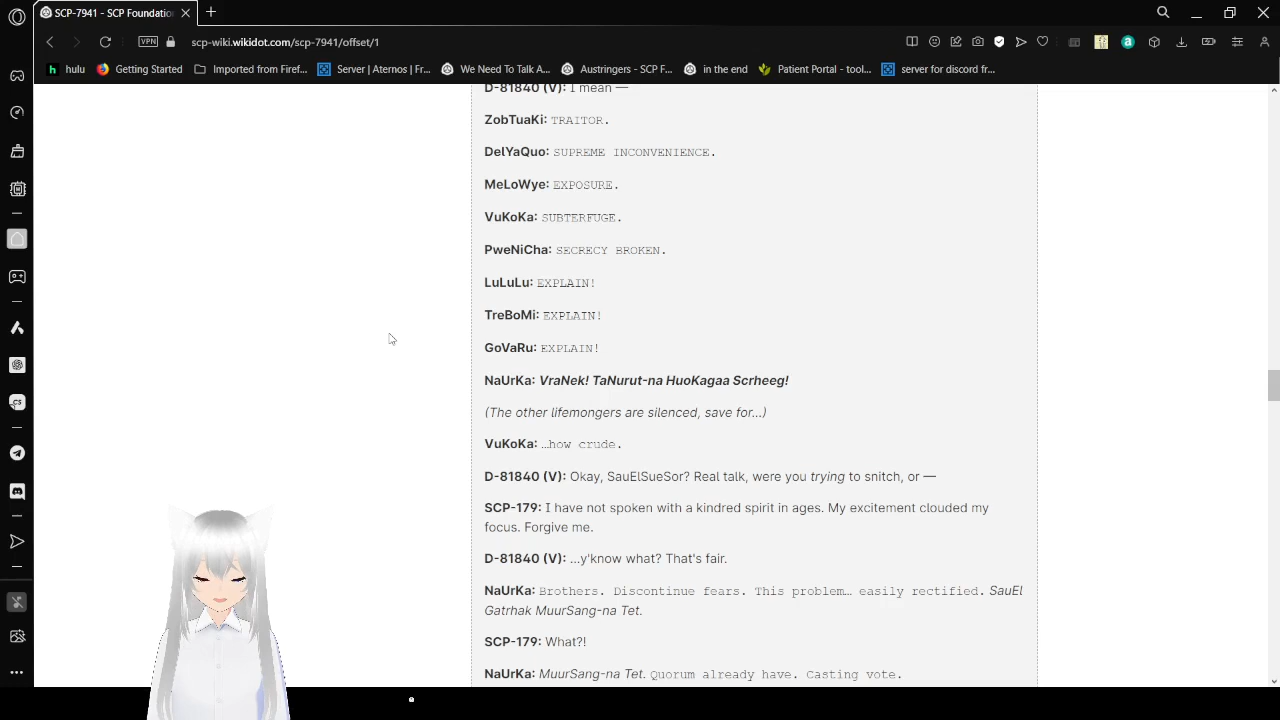 SCP-7941 - SCP Foundatio
scp-wiki.wikidot.com/scp-7941/offset/1
VPN
hulu
Getting Started
Imported from Firef...
Server | Aternos | Fr...
We Need To Talk A...
Austringers - SCP F...
in the end
Patient Portal - tool...
server for discord fr...
D-81840 (V): I mean —
ZobTuaKi: TRAITOR.
DelYaQuo: SUPREME INCONVENIENCE.
MeLoWye: EXPOSURE.
VuKoKa: SUBTERFUGE.
PweNiCha: SECRECY BROKEN.
LuLuLu: EXPLAIN!
TreBoMi: EXPLAIN!
GoVaRu: EXPLAIN!
NaUrKa: VraNek! TaNurut-na HuoKagaa Scrheeg!
(The other lifemongers are silenced, save for...)
VuKoKa: …how crude.
D-81840 (V): Okay, SauElSueSor? Real talk, were you trying to snitch, or —
SCP-179: I have not spoken with a kindred spirit in ages. My excitement clouded my
focus. Forgive me.
D-81840 (V): …y'know what? That's fair.
NaUrKa: Brothers. Discontinue fears. This problem… easily rectified. SauEl
Gatrhak MuurSang-na Tet.
SCP-179: What?!
NaUrKa: MuurSang-na Tet. Quorum already have. Casting vote.